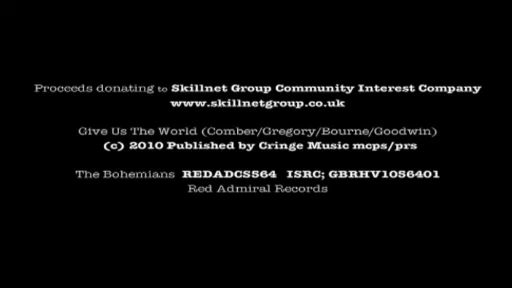 Proceeds donating to Skillnet Group Community Interest Company
www.skillnetgroup.co.uk
Give Us The World (Comber/Gregory/Bourne/Goodwin)
(c) 2010 Published by Cringe Music mcps/prs
The Bohemians REDADCS564 ISRC; GBRHV1056401
Red Admiral Records